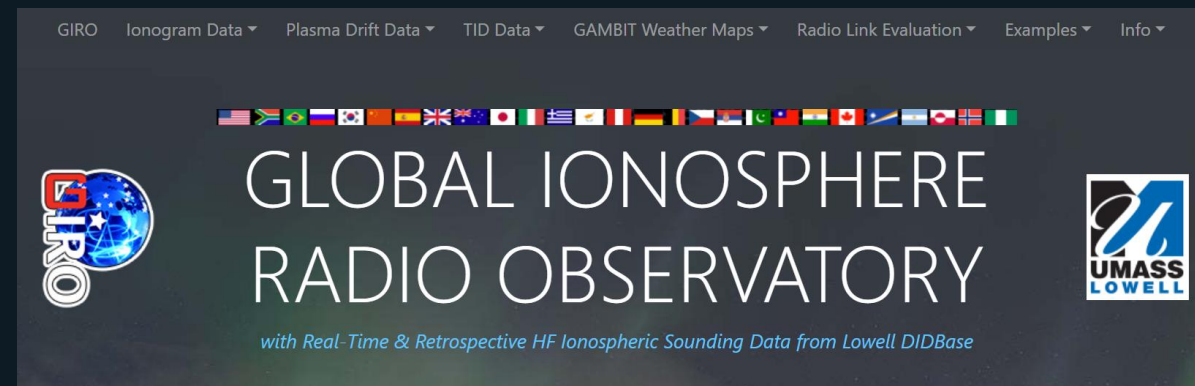 GIRO Ionogram Data Plasma Drift Data TID Data GAMBIT Weather Maps Radio Link Evaluation Examples Info
GIRO
GLOBAL IONOSPHERE
RADIO OBSERVATORY
UMASS
LOWELL
with Real-Time & Retrospective HF Ionospheric Sounding Data from Lowell DIDBase